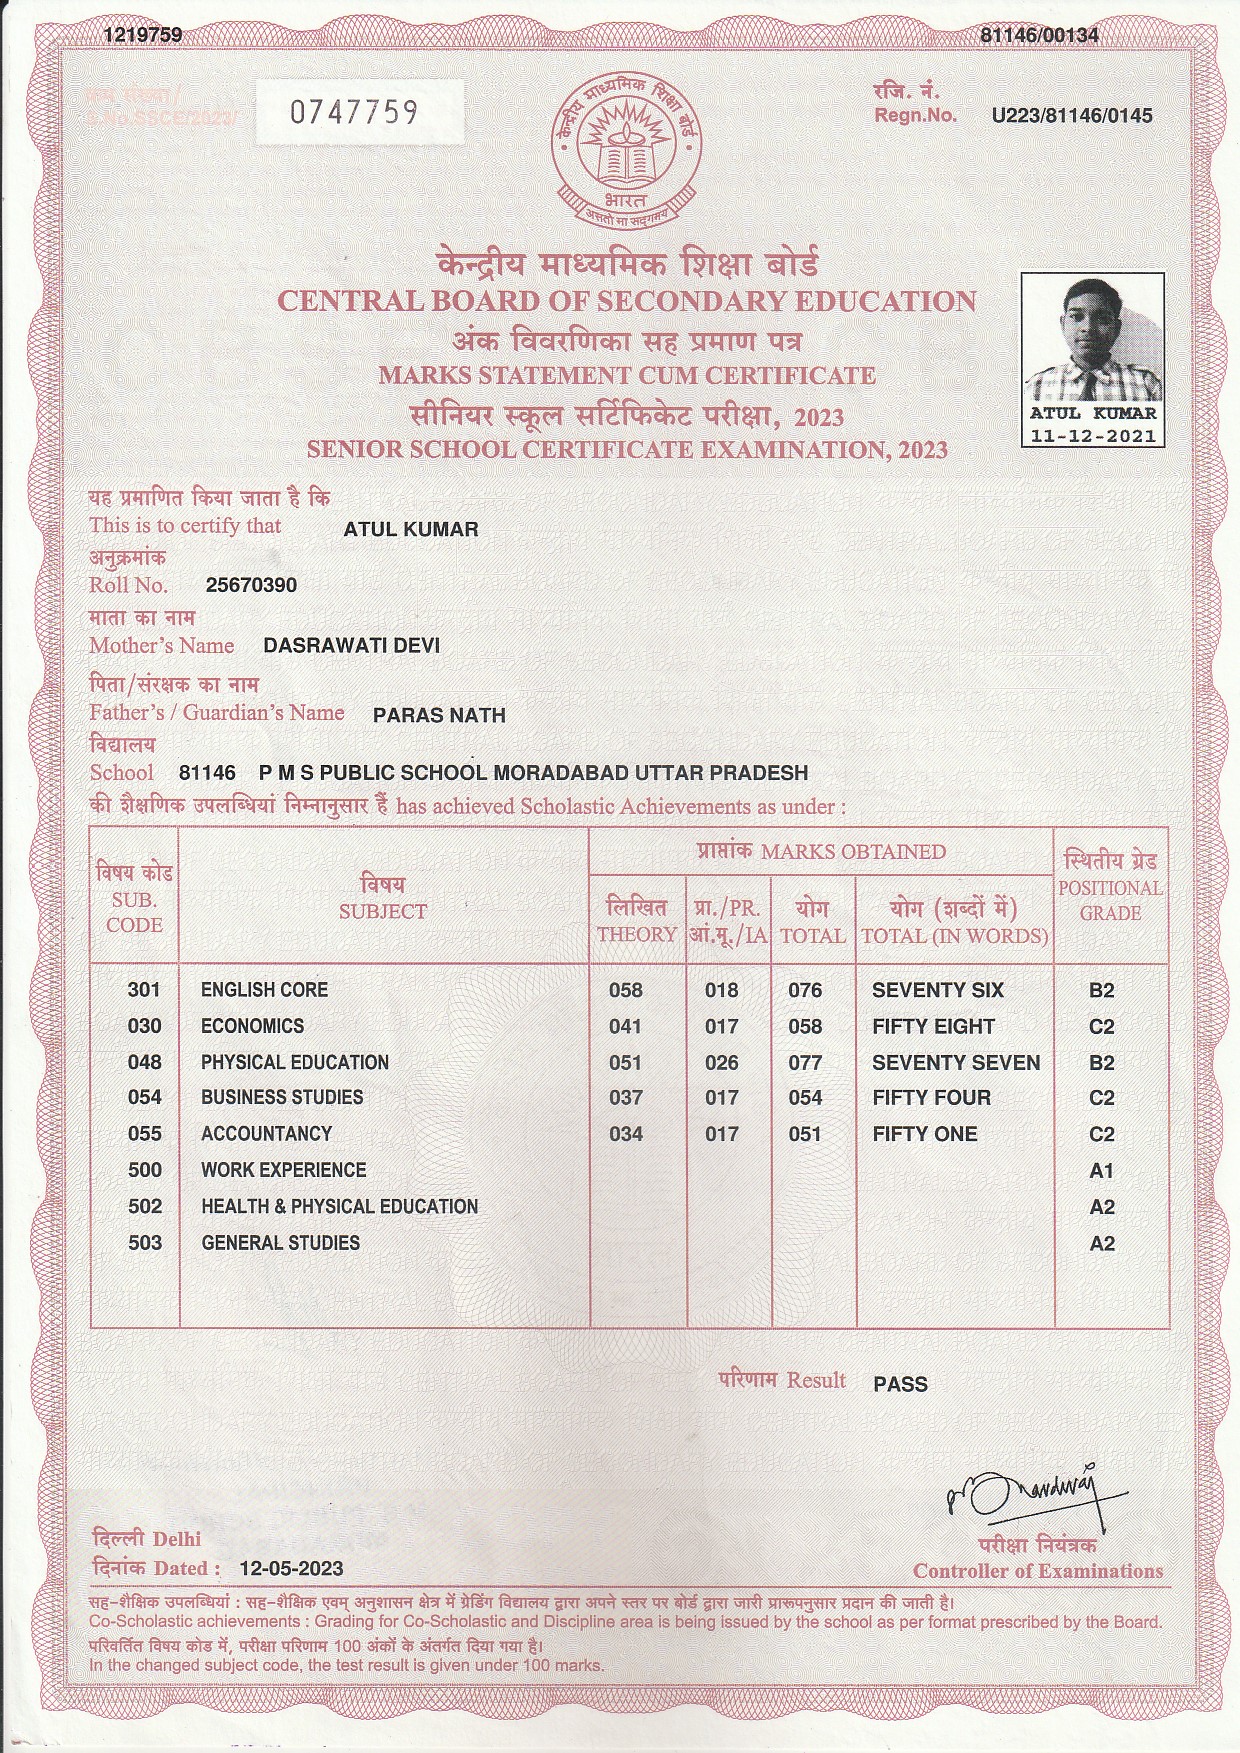 1219759
81146/00134
क्रम संख्या/
S.No.SSCE/2023/
0747759
रजि. नं.
Regn.No. U223/81146/0145
केन्द्रीय माध्यमिक शिक्षा बोर्ड
भारत
असतो मा सद्गमय
केन्द्रीय माध्यमिक शिक्षा बोर्ड
CENTRAL BOARD OF SECONDARY EDUCATION
अंक विवरणिका सह प्रमाण पत्र
MARKS STATEMENT CUM CERTIFICATE
सीनियर स्कूल सर्टिफिकेट परीक्षा, 2023
SENIOR SCHOOL CERTIFICATE EXAMINATION, 2023
ATUL KUMAR
11-12-2021
यह प्रमाणित किया जाता है कि
This is to certify that ATUL KUMAR
अनुक्रमांक
Roll No. 25670390
माता का नाम
Mother's Name DASRAWATI DEVI
पिता/संरक्षक का नाम
Father's / Guardian's Name PARAS NATH
विद्यालय
School 81146 P M S PUBLIC SCHOOL MORADABAD UTTAR PRADESH
की शैक्षणिक उपलब्धियां निम्नानुसार हैं has achieved Scholastic Achievements as under :
विषय कोड
SUB.
CODE
विषय
SUBJECT
प्राप्तांक MARKS OBTAINED
लिखित
THEORY
प्रा./PR.
आं.मू./IA
योग
TOTAL
योग (शब्दों में)
TOTAL (IN WORDS)
स्थितीय ग्रेड
POSITIONAL
GRADE
301 ENGLISH CORE 058 018 076 SEVENTY SIX B2
030 ECONOMICS 041 017 058 FIFTY EIGHT C2
048 PHYSICAL EDUCATION 051 026 077 SEVENTY SEVEN B2
054 BUSINESS STUDIES 037 017 054 FIFTY FOUR C2
055 ACCOUNTANCY 034 017 051 FIFTY ONE C2
500 WORK EXPERIENCE A1
502 HEALTH & PHYSICAL EDUCATION A2
503 GENERAL STUDIES A2
परिणाम Result PASS
दिल्ली Delhi
दिनांक Dated : 12-05-2023
परीक्षा नियंत्रक
Controller of Examinations
सह-शैक्षिक उपलब्धियां : सह-शैक्षिक एवम् अनुशासन क्षेत्र में ग्रेडिंग विद्यालय द्वारा अपने स्तर पर बोर्ड द्वारा जारी प्रारूपनुसार प्रदान की जाती है।
Co-Scholastic achievements : Grading for Co-Scholastic and Discipline area is being issued by the school as per format prescribed by the Board.
परिवर्तित विषय कोड में, परीक्षा परिणाम 100 अंकों के अंतर्गत दिया गया है।
In the changed subject code, the test result is given under 100 marks.